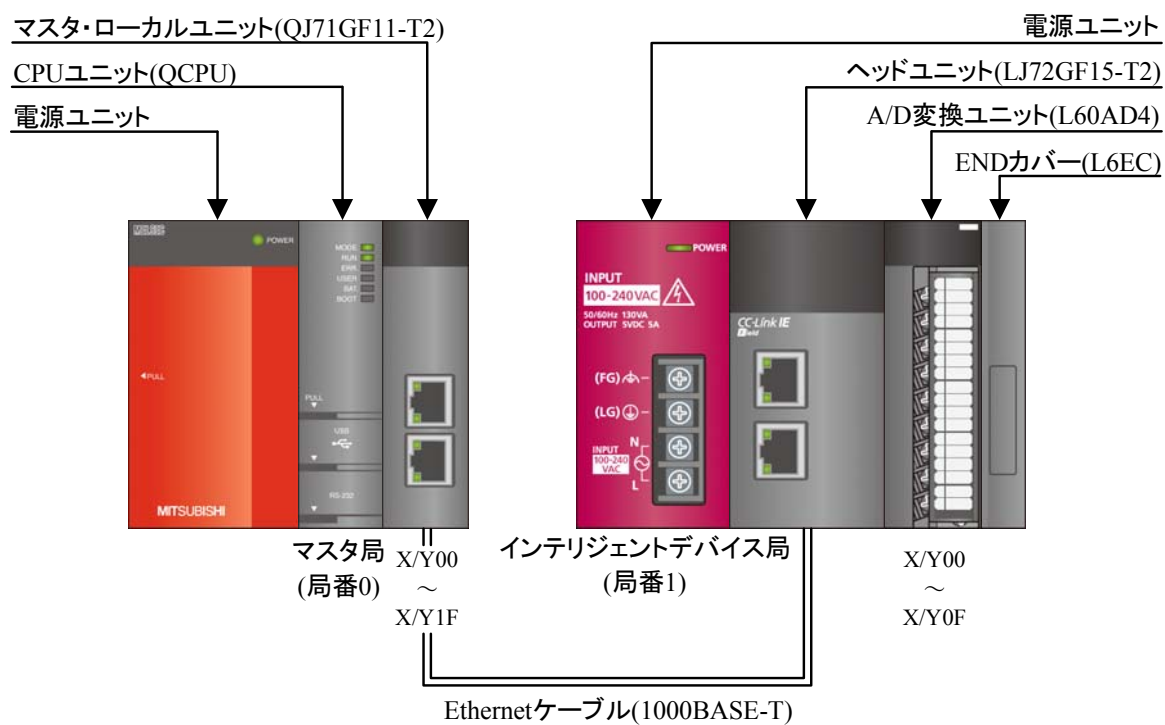 マスタ・ローカルユニット(QJ71GF11-T2)
CPUユニット(QCPU)
電源ユニット
電源ユニット
ヘッドユニット(LJ72GF15-T2)
A/D変換ユニット(L60AD4)
ENDカバー(L6EC)
MELSEC
POWER
MODE
RUN
ERR.
USER
BAT.
BOOT
PULL
PULL
USB
RS-232
MITSUBISHI
POWER
INPUT
100-240VAC
50/60Hz 130VA
OUTPUT 5VDC 5A
(FG)
(LG)
INPUT
100-240
VAC
N
L
CC-Link IE
Field
マスタ局
(局番0)
X/Y00
～
X/Y1F
インテリジェントデバイス局
(局番1)
X/Y00
～
X/Y0F
Ethernetケーブル(1000BASE-T)